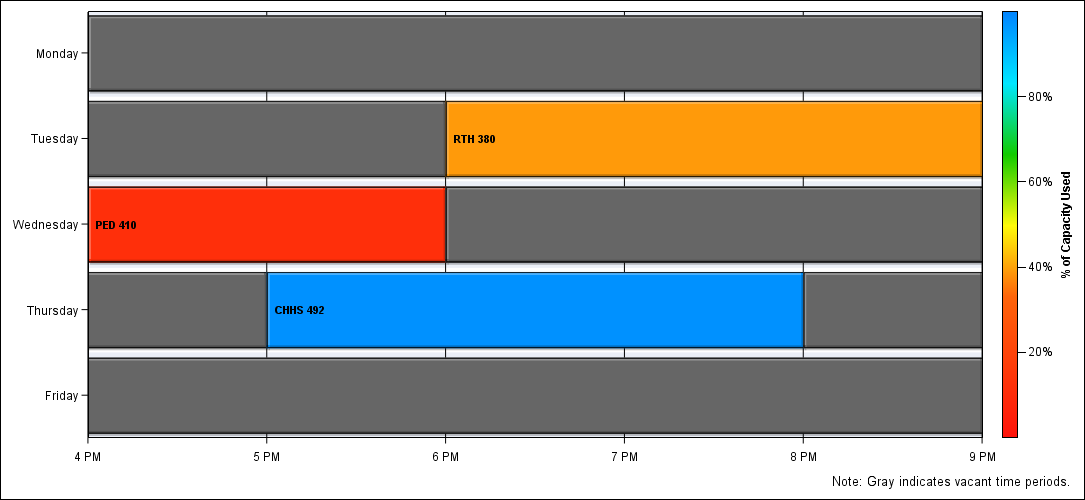 Monday
Tuesday
RTH 380
Wednesday
PED 410
Thursday
CHHS 492
Friday
4 PM 5 PM 6 PM 7 PM 8 PM 9 PM
80%
60%
40%
20%
% of Capacity Used
Note: Gray indicates vacant time periods.